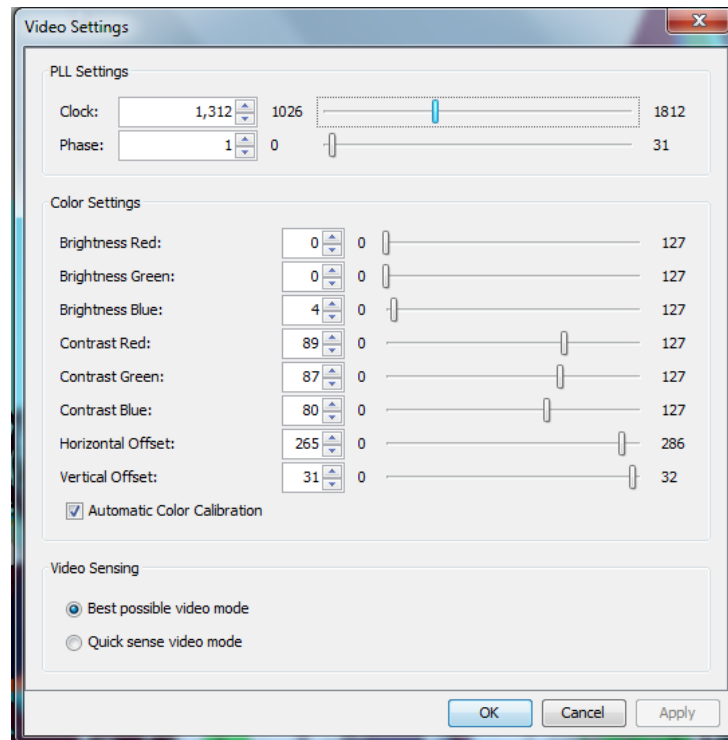 Video Settings
PLL Settings
Clock: 1,312 1026 1812
Phase: 1 0 31
Color Settings
Brightness Red: 0 0 127
Brightness Green: 0 0 127
Brightness Blue: 4 0 127
Contrast Red: 89 0 127
Contrast Green: 87 0 127
Contrast Blue: 80 0 127
Horizontal Offset: 265 0 286
Vertical Offset: 31 0 32
Automatic Color Calibration
Video Sensing
Best possible video mode
Quick sense video mode
OK Cancel Apply